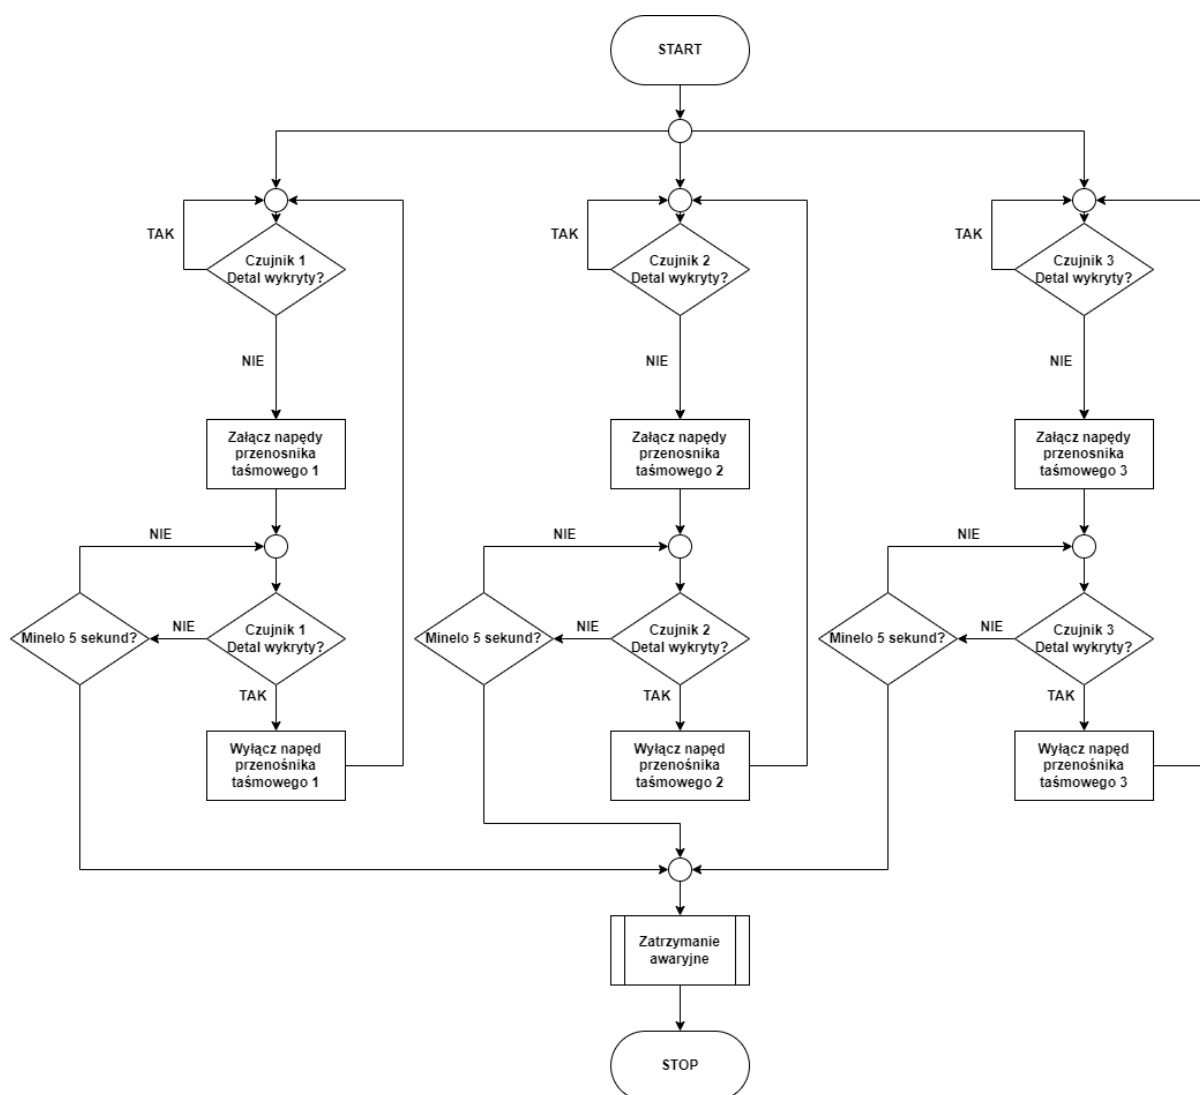 START
TAK
Czujnik 1
Detal wykryty?
TAK
Czujnik 2
Detal wykryty?
TAK
Czujnik 3
Detal wykryty?
NIE
NIE
NIE
Załącz napędy
przenosnika
taśmowego 1
Załącz napędy
przenosnika
taśmowego 2
Załącz napędy
przenosnika
taśmowego 3
NIE
NIE
NIE
Minelo 5 sekund?
NIE
Czujnik 1
Detal wykryty?
Minelo 5 sekund?
NIE
Czujnik 2
Detal wykryty?
Minelo 5 sekund?
NIE
Czujnik 3
Detal wykryty?
TAK
TAK
TAK
Wyłącz napęd
przenośnika
taśmowego 1
Wyłącz napęd
przenośnika
taśmowego 2
Wyłącz napęd
przenośnika
taśmowego 3
Zatrzymanie
awaryjne
STOP